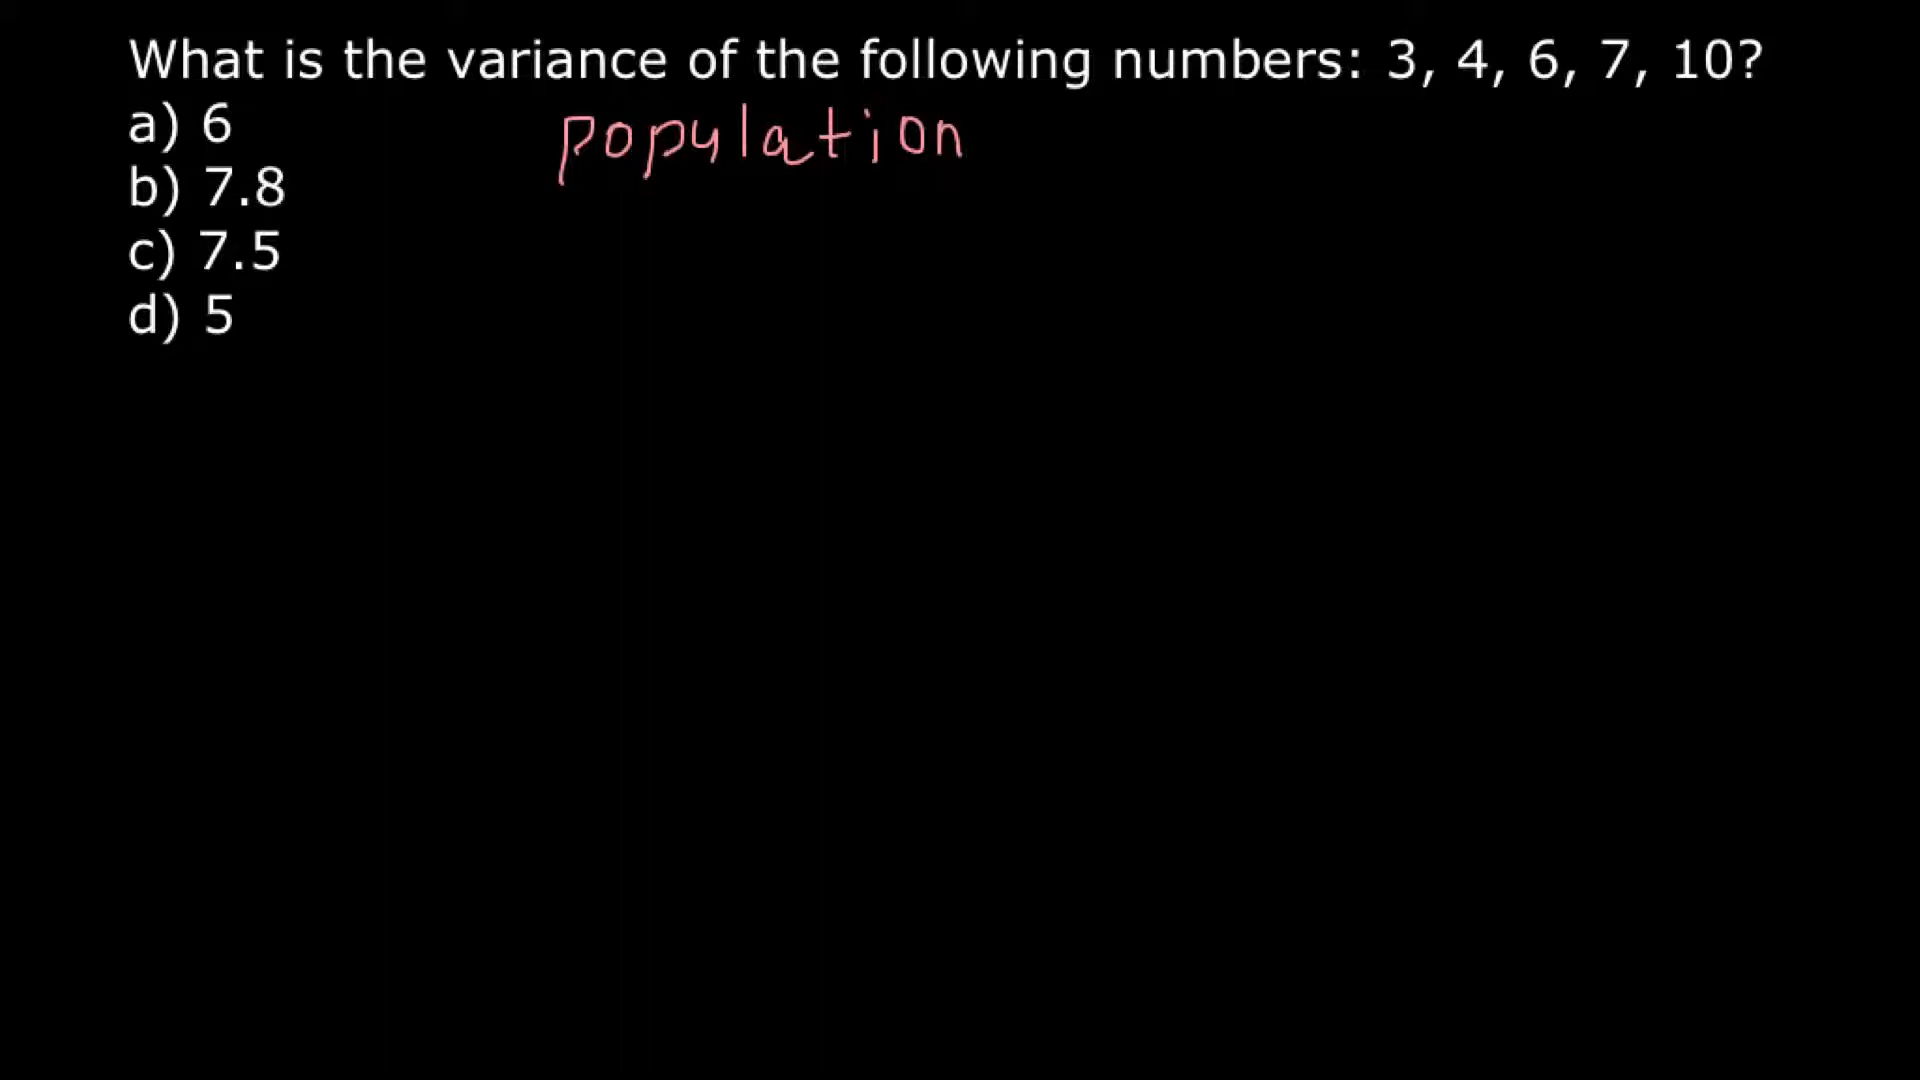 What is the variance of the following numbers: 3, 4, 6, 7, 10?
a) 6
population
b) 7.8
c) 7.5
d) 5